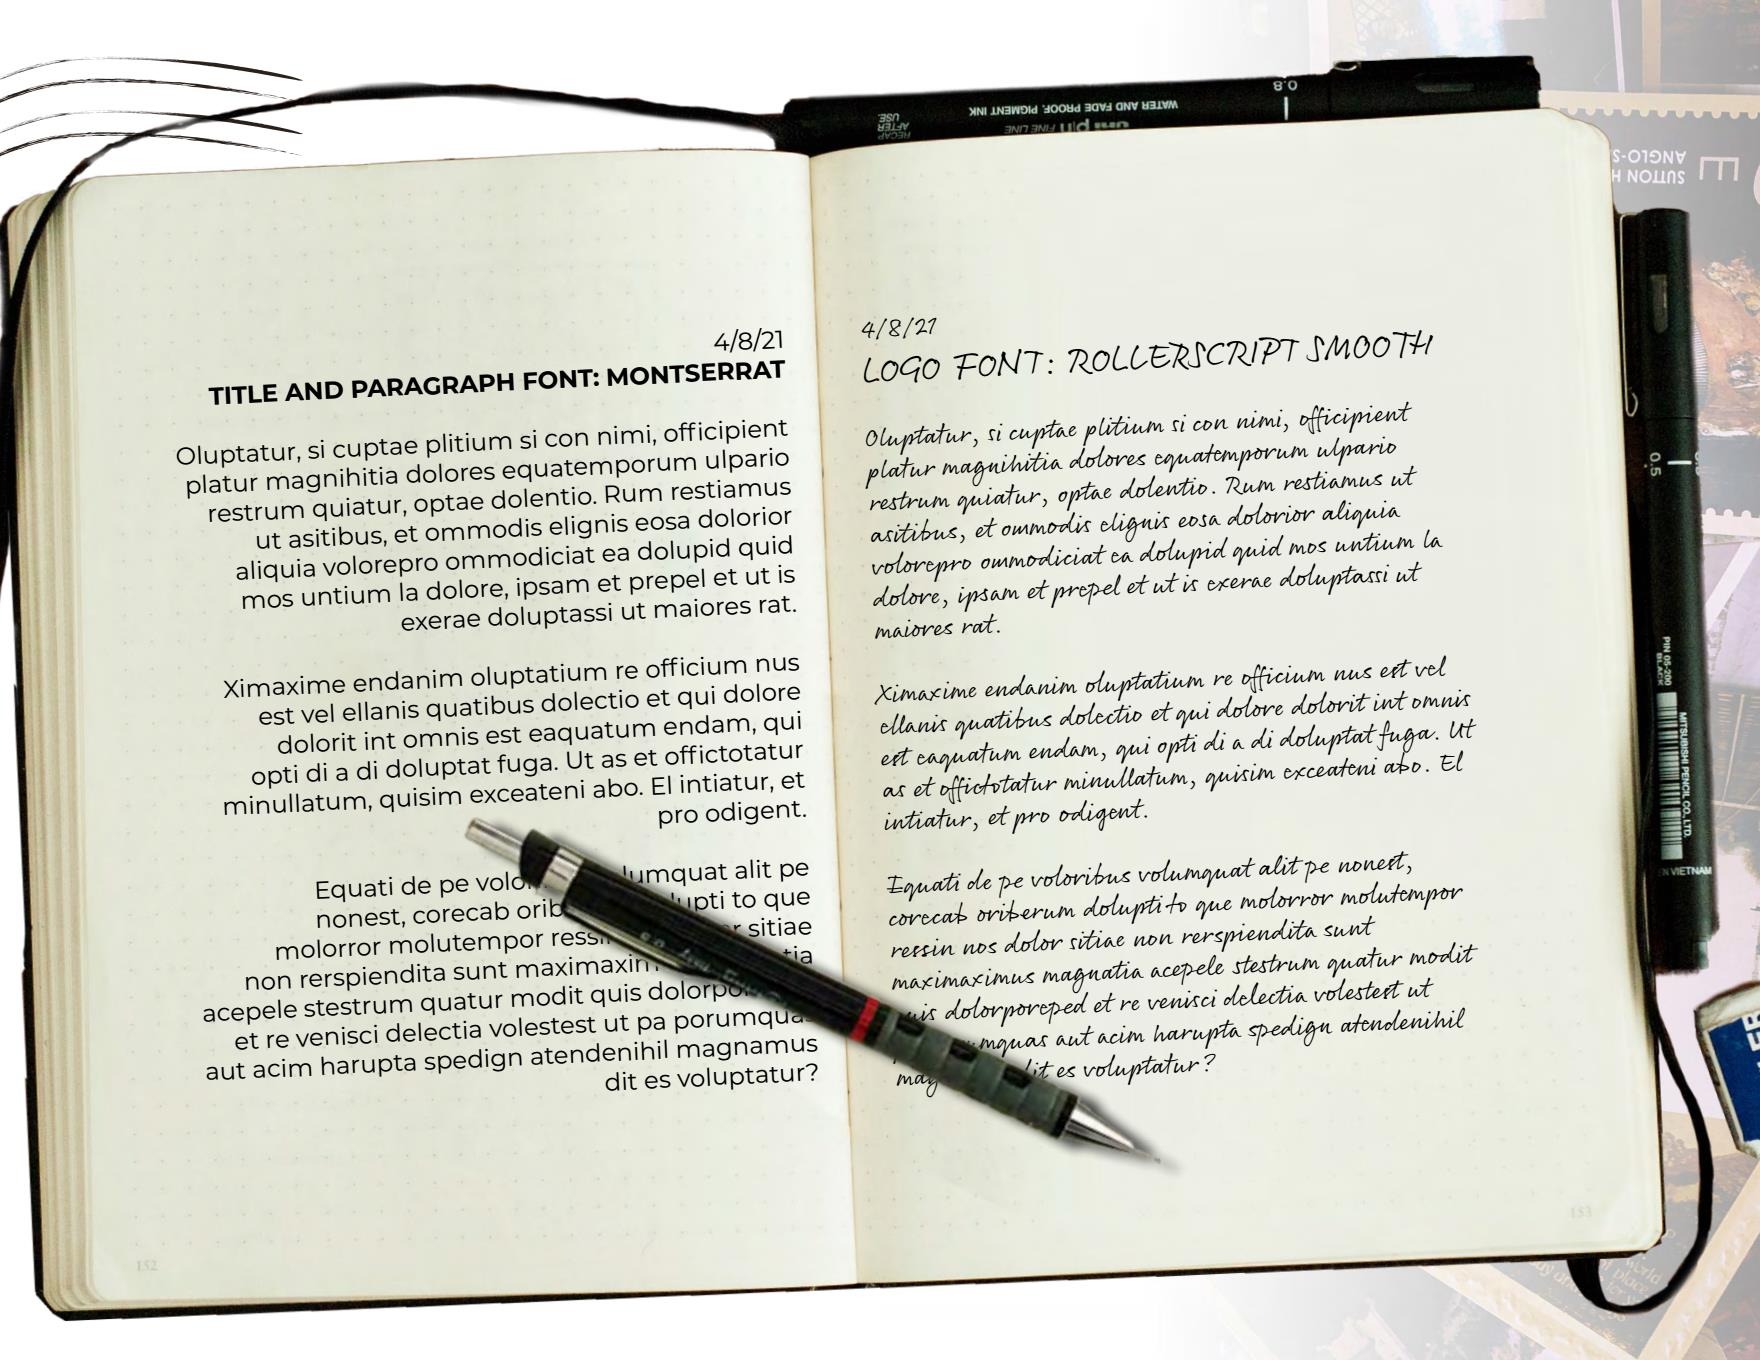 WATER AND FADE PROOF. PIGMENT INK
0.8
RECAP
AFTER
USE.
uni pin FINE LINE
SUTTON H
ANGLO-S
4/8/21
TITLE AND PARAGRAPH FONT: MONTSERRAT
Oluptatur, si cuptae plitium si con nimi, officipient
platur magnihitia dolores equatemporum ulpario
restrum quiatur, optae dolentio. Rum restiamus
ut asitibus, et ommodis elignis eosa dolorior
aliquia volorepro ommodiciat ea dolupid quid
mos untium la dolore, ipsam et prepel et ut is
exerae doluptassi ut maiores rat.
Ximaxime endanim oluptatium re officium nus
est vel ellanis quatibus dolectio et qui dolore
dolorit int omnis est eaquatum endam, qui
opti di a di doluptat fuga. Ut as et offictotatur
minullatum, quisim exceateni abo. El intiatur, et
pro odigent.
Equati de pe volo lumquat alit pe
nonest, corecab orib lupti to que
molorror molutempor ressi r sitiae
non rerspiendita sunt maximaxim tia
acepele stestrum quatur modit quis dolorpo
et re venisci delectia volestest ut pa porumquas
aut acim harupta spedign atendenihil magnamus
dit es voluptatur?
152
4/8/21
LOGO FONT: ROLLERSCRIPT SMOOTH
Oluptatur, si cuptae plitium si con nimi, officipient
platur magnihitia dolores equatemporum ulpario
restrum quiatur, optae dolentio. Rum restiamus ut
asitibus, et ommodis elignis eosa dolorior aliquia
volorepro ommodiciat ea dolupid quid mos untium la
dolore, ipsam et prepel et ut is exerae doluptassi ut
maiores rat.
Ximaxime endanim oluptatium re officium nus est vel
ellanis quatibus dolectio et qui dolore dolorit int omnis
est eaquatum endam, qui opti di a di doluptat fuga. Ut
as et offictotatur minullatum, quisim exceateni abo. El
intiatur, et pro odigent.
Equati de pe voloribus volumquat alit pe nonest,
corecab oriberum dolupti to que molorror molutempor
ressin nos dolor sitiae non rerspiendita sunt
maximaximus magnatia acepele stestrum quatur modit
quis dolorporeped et re venisci delectia volestest ut
mquas aut acim harupta spedign atendenihil
mag it es voluptatur?
153
0.5
PIN 05-200
BLACK
MITSUBISHI PENCIL CO., LTD.
EN VIETNAM